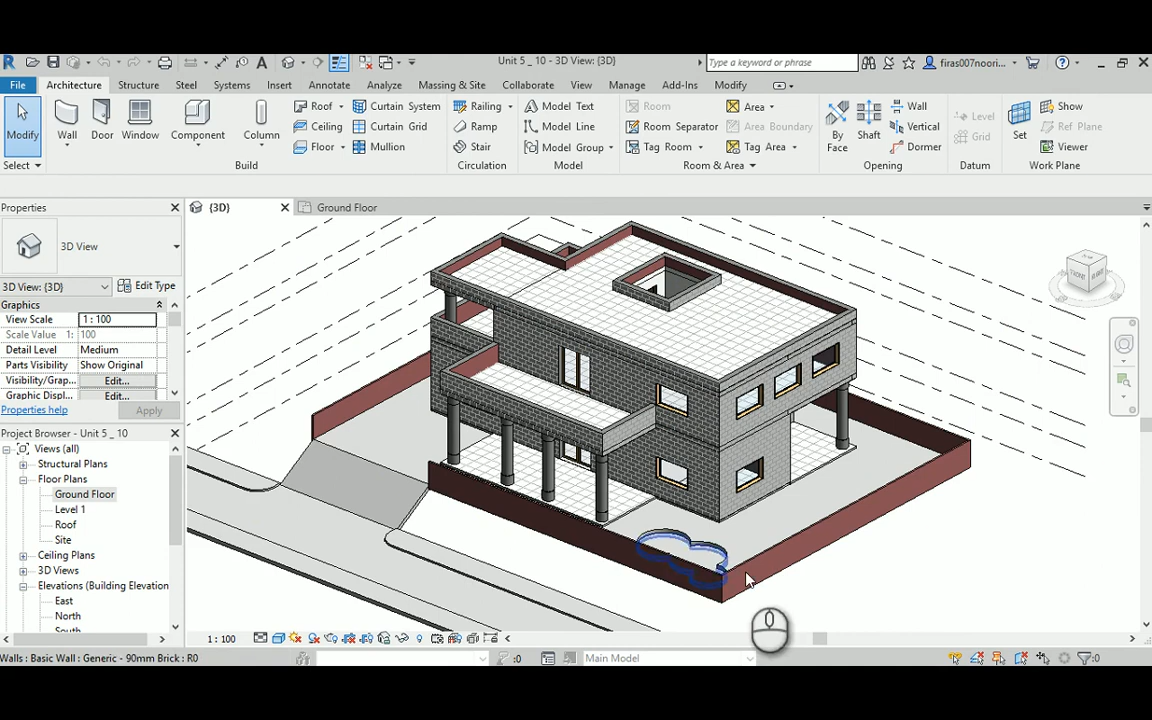 Unit 5 _ 10 - 3D View: {3D}
Type a keyword or phrase
firas007noori...
File
Architecture
Structure
Steel
Systems
Insert
Annotate
Analyze
Massing & Site
Collaborate
View
Manage
Add-Ins
Modify
Modify
Wall
Door
Window
Component
Column
Roof
Ceiling
Floor
Curtain System
Curtain Grid
Mullion
Railing
Ramp
Stair
Model Text
Model Line
Model Group
Room
Room Separator
Tag Room
Area
Area Boundary
Tag Area
By Face
Shaft
Wall
Vertical
Dormer
Level
Grid
Set
Show
Ref Plane
Viewer
Select
Build
Circulation
Model
Room & Area
Opening
Datum
Work Plane
Properties
{3D}
Ground Floor
3D View
3D View: {3D}
Edit Type
Graphics
View Scale
1 : 100
Scale Value 1:
100
Detail Level
Medium
Parts Visibility
Show Original
Visibility/Grap...
Edit...
Graphic Displ...
Edit...
Properties help
Apply
Project Browser - Unit 5 _ 10
Views (all)
Structural Plans
Floor Plans
Ground Floor
Level 1
Roof
Site
Ceiling Plans
3D Views
Elevations (Building Elevation
East
North
South
FRONT
1 : 100
Walls : Basic Wall : Generic - 90mm Brick : R0
:0
Main Model
:0